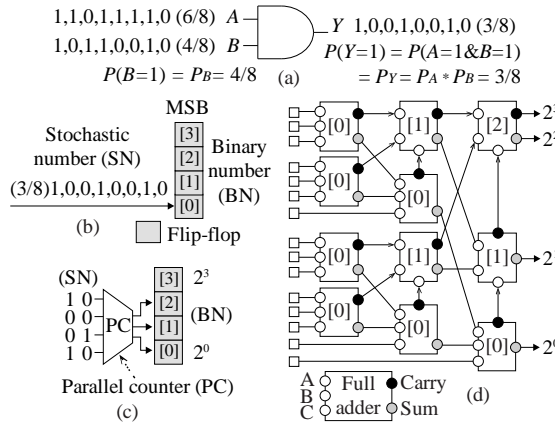 1,1,0,1,1,1,1,0 (6/8) A
1,0,1,1,0,0,1,0 (4/8) B
Y 1,0,0,1,0,0,1,0 (3/8)
P(Y=1) = P(A=1&B=1)
P(B=1) = PB= 4/8
(a)
= PY= PA * PB= 3/8
MSB
Stochastic
number (SN)
(3/8)1,0,0,1,0,0,1,0
[3]
[2]
[1]
[0]
Binary
number
(BN)
(b)
Flip-flop
(SN)
1 0
0 0
0 1
1 0
PC
[3] 2³
[2]
(BN)
[1]
[0] 2⁰
Parallel counter (PC)
(c)
[0] [1] [2]
[0]
[0]
[0] [1] [1]
[0]
[0] [0]
2⁰
A
B
C
Full
adder
Carry
Sum
(d)